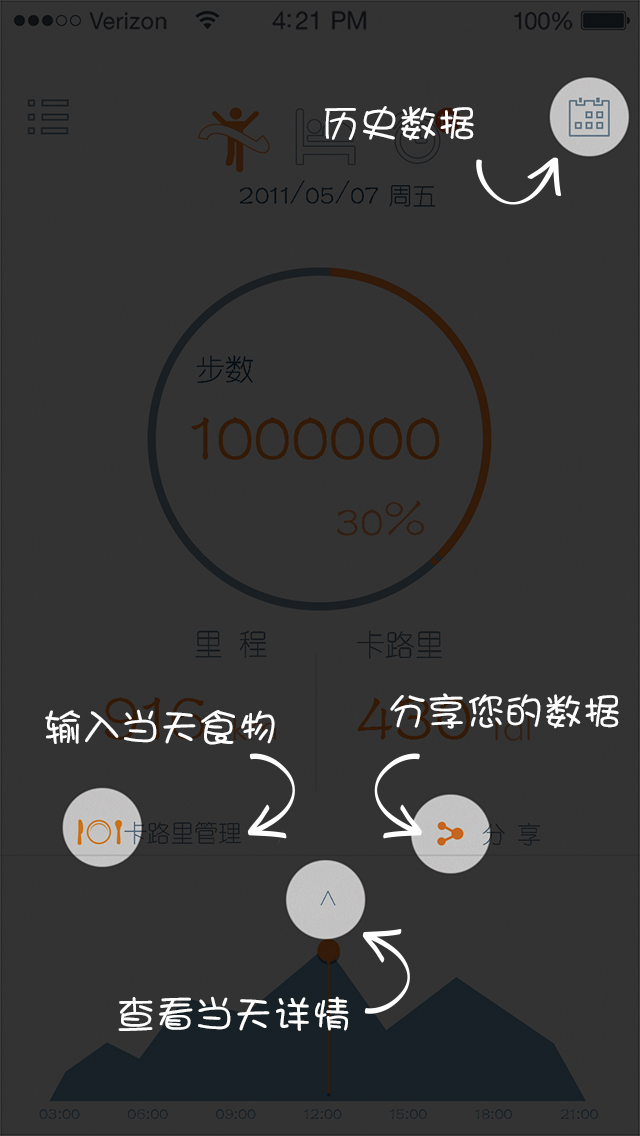 Verizon 4:21 PM 100%
历史数据
2011/05/07 周五
步数
1000000
30%
里 程
卡路里
输入当天食物
分享您的数据
916
430
卡路里管理
分 享
查看当天详情
03:00 06:00 09:00 12:00 15:00 18:00 21:00